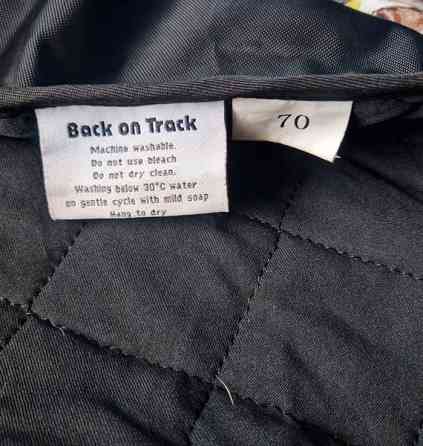 Back on Track
Machine washable.
Do not use bleach
Do not dry clean.
Washing below 30°C water
on gentle cycle with mild soap
Hang to dry
70